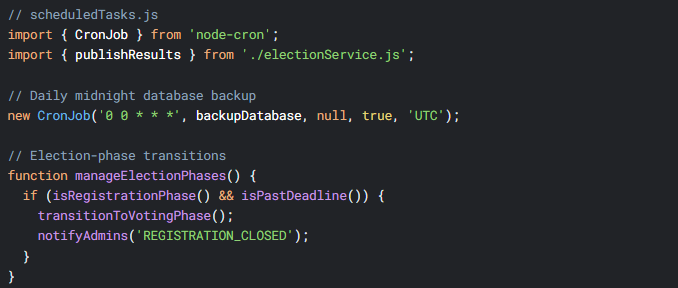 // scheduledTasks.js
import { CronJob } from 'node-cron';
import { publishResults } from './electionService.js';

// Daily midnight database backup
new CronJob('0 0 * * *', backupDatabase, null, true, 'UTC');

// Election-phase transitions
function manageElectionPhases() {
  if (isRegistrationPhase() && isPastDeadline()) {
    transitionToVotingPhase();
    notifyAdmins('REGISTRATION_CLOSED');
  }
}